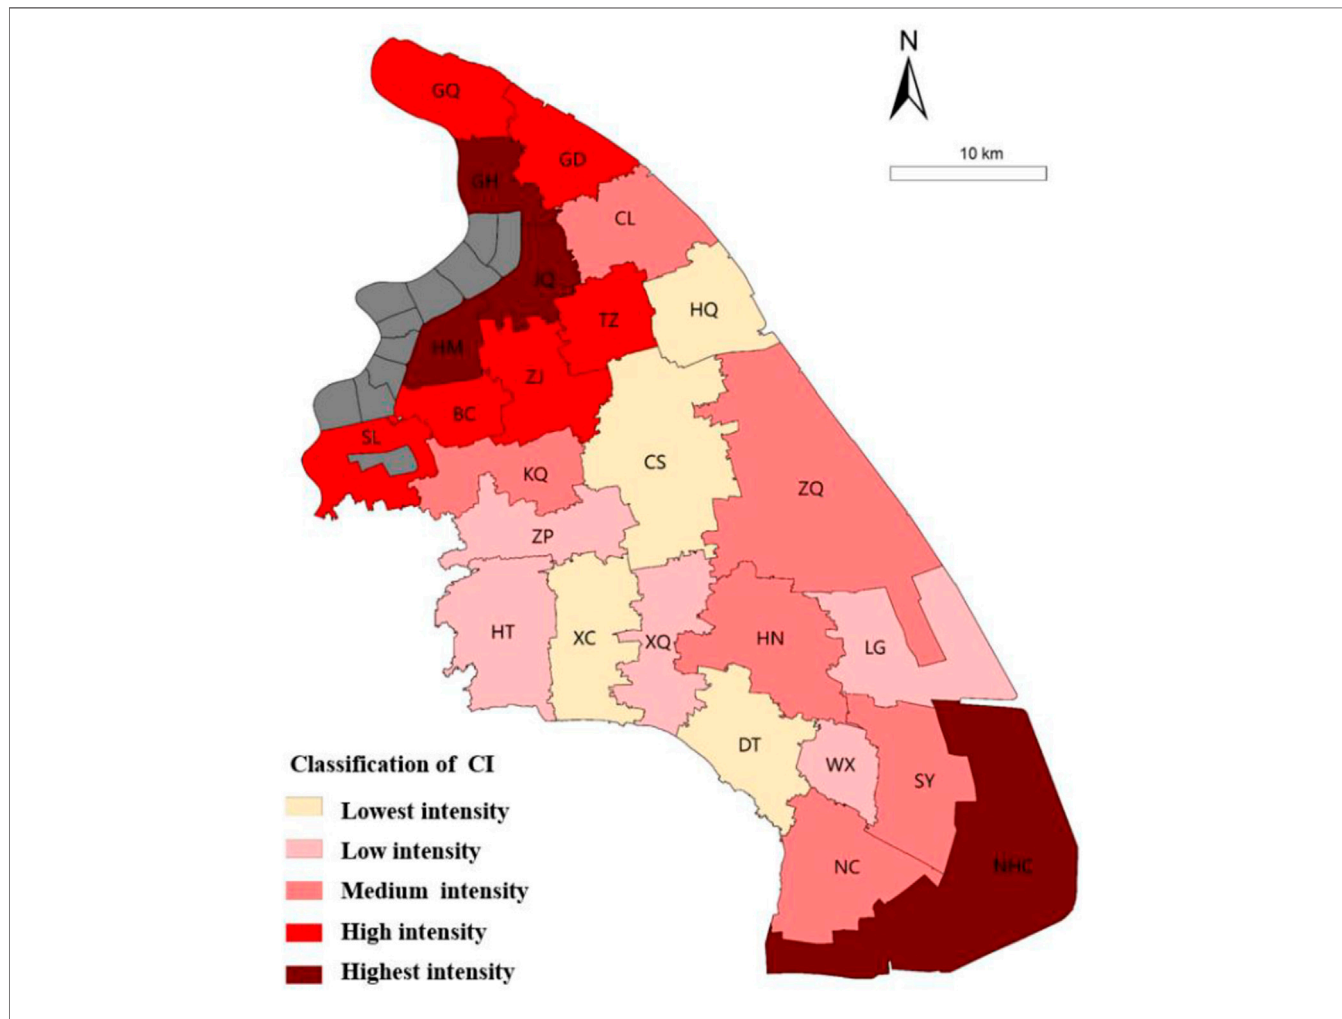 N
10 km
GQ
GD
GH
CL
JQ
HQ
TZ
HM
ZJ
BC
SL
CS
KQ
ZQ
ZP
HT
XC
XQ
HN
LG
DT
WX
SY
NC
NHC
Classification of CI
Lowest intensity
Low intensity
Medium intensity
High intensity
Highest intensity